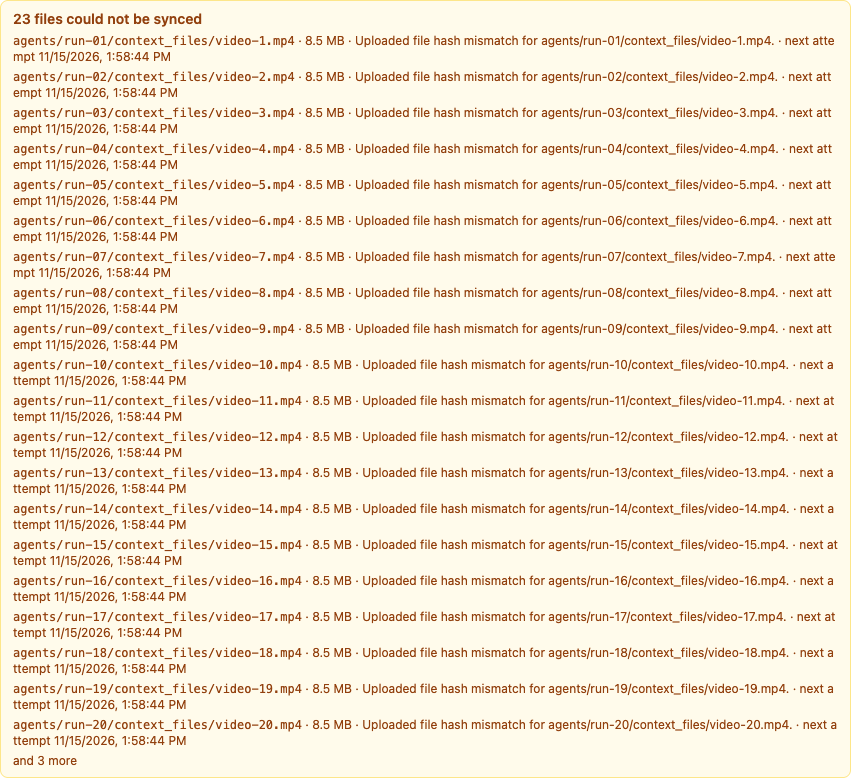 23 files could not be synced
agents/run-01/context_files/video-1.mp4 · 8.5 MB · Uploaded file hash mismatch for agents/run-01/context_files/video-1.mp4. · next atte
mpt 11/15/2026, 1:58:44 PM
agents/run-02/context_files/video-2.mp4 · 8.5 MB · Uploaded file hash mismatch for agents/run-02/context_files/video-2.mp4. · next att
empt 11/15/2026, 1:58:44 PM
agents/run-03/context_files/video-3.mp4 · 8.5 MB · Uploaded file hash mismatch for agents/run-03/context_files/video-3.mp4. · next att
empt 11/15/2026, 1:58:44 PM
agents/run-04/context_files/video-4.mp4 · 8.5 MB · Uploaded file hash mismatch for agents/run-04/context_files/video-4.mp4. · next att
empt 11/15/2026, 1:58:44 PM
agents/run-05/context_files/video-5.mp4 · 8.5 MB · Uploaded file hash mismatch for agents/run-05/context_files/video-5.mp4. · next att
empt 11/15/2026, 1:58:44 PM
agents/run-06/context_files/video-6.mp4 · 8.5 MB · Uploaded file hash mismatch for agents/run-06/context_files/video-6.mp4. · next att
empt 11/15/2026, 1:58:44 PM
agents/run-07/context_files/video-7.mp4 · 8.5 MB · Uploaded file hash mismatch for agents/run-07/context_files/video-7.mp4. · next atte
mpt 11/15/2026, 1:58:44 PM
agents/run-08/context_files/video-8.mp4 · 8.5 MB · Uploaded file hash mismatch for agents/run-08/context_files/video-8.mp4. · next att
empt 11/15/2026, 1:58:44 PM
agents/run-09/context_files/video-9.mp4 · 8.5 MB · Uploaded file hash mismatch for agents/run-09/context_files/video-9.mp4. · next att
empt 11/15/2026, 1:58:44 PM
agents/run-10/context_files/video-10.mp4 · 8.5 MB · Uploaded file hash mismatch for agents/run-10/context_files/video-10.mp4. · next a
ttempt 11/15/2026, 1:58:44 PM
agents/run-11/context_files/video-11.mp4 · 8.5 MB · Uploaded file hash mismatch for agents/run-11/context_files/video-11.mp4. · next at
tempt 11/15/2026, 1:58:44 PM
agents/run-12/context_files/video-12.mp4 · 8.5 MB · Uploaded file hash mismatch for agents/run-12/context_files/video-12.mp4. · next at
tempt 11/15/2026, 1:58:44 PM
agents/run-13/context_files/video-13.mp4 · 8.5 MB · Uploaded file hash mismatch for agents/run-13/context_files/video-13.mp4. · next a
ttempt 11/15/2026, 1:58:44 PM
agents/run-14/context_files/video-14.mp4 · 8.5 MB · Uploaded file hash mismatch for agents/run-14/context_files/video-14.mp4. · next a
ttempt 11/15/2026, 1:58:44 PM
agents/run-15/context_files/video-15.mp4 · 8.5 MB · Uploaded file hash mismatch for agents/run-15/context_files/video-15.mp4. · next at
tempt 11/15/2026, 1:58:44 PM
agents/run-16/context_files/video-16.mp4 · 8.5 MB · Uploaded file hash mismatch for agents/run-16/context_files/video-16.mp4. · next a
ttempt 11/15/2026, 1:58:44 PM
agents/run-17/context_files/video-17.mp4 · 8.5 MB · Uploaded file hash mismatch for agents/run-17/context_files/video-17.mp4. · next at
tempt 11/15/2026, 1:58:44 PM
agents/run-18/context_files/video-18.mp4 · 8.5 MB · Uploaded file hash mismatch for agents/run-18/context_files/video-18.mp4. · next a
ttempt 11/15/2026, 1:58:44 PM
agents/run-19/context_files/video-19.mp4 · 8.5 MB · Uploaded file hash mismatch for agents/run-19/context_files/video-19.mp4. · next a
ttempt 11/15/2026, 1:58:44 PM
agents/run-20/context_files/video-20.mp4 · 8.5 MB · Uploaded file hash mismatch for agents/run-20/context_files/video-20.mp4. · next a
ttempt 11/15/2026, 1:58:44 PM
and 3 more